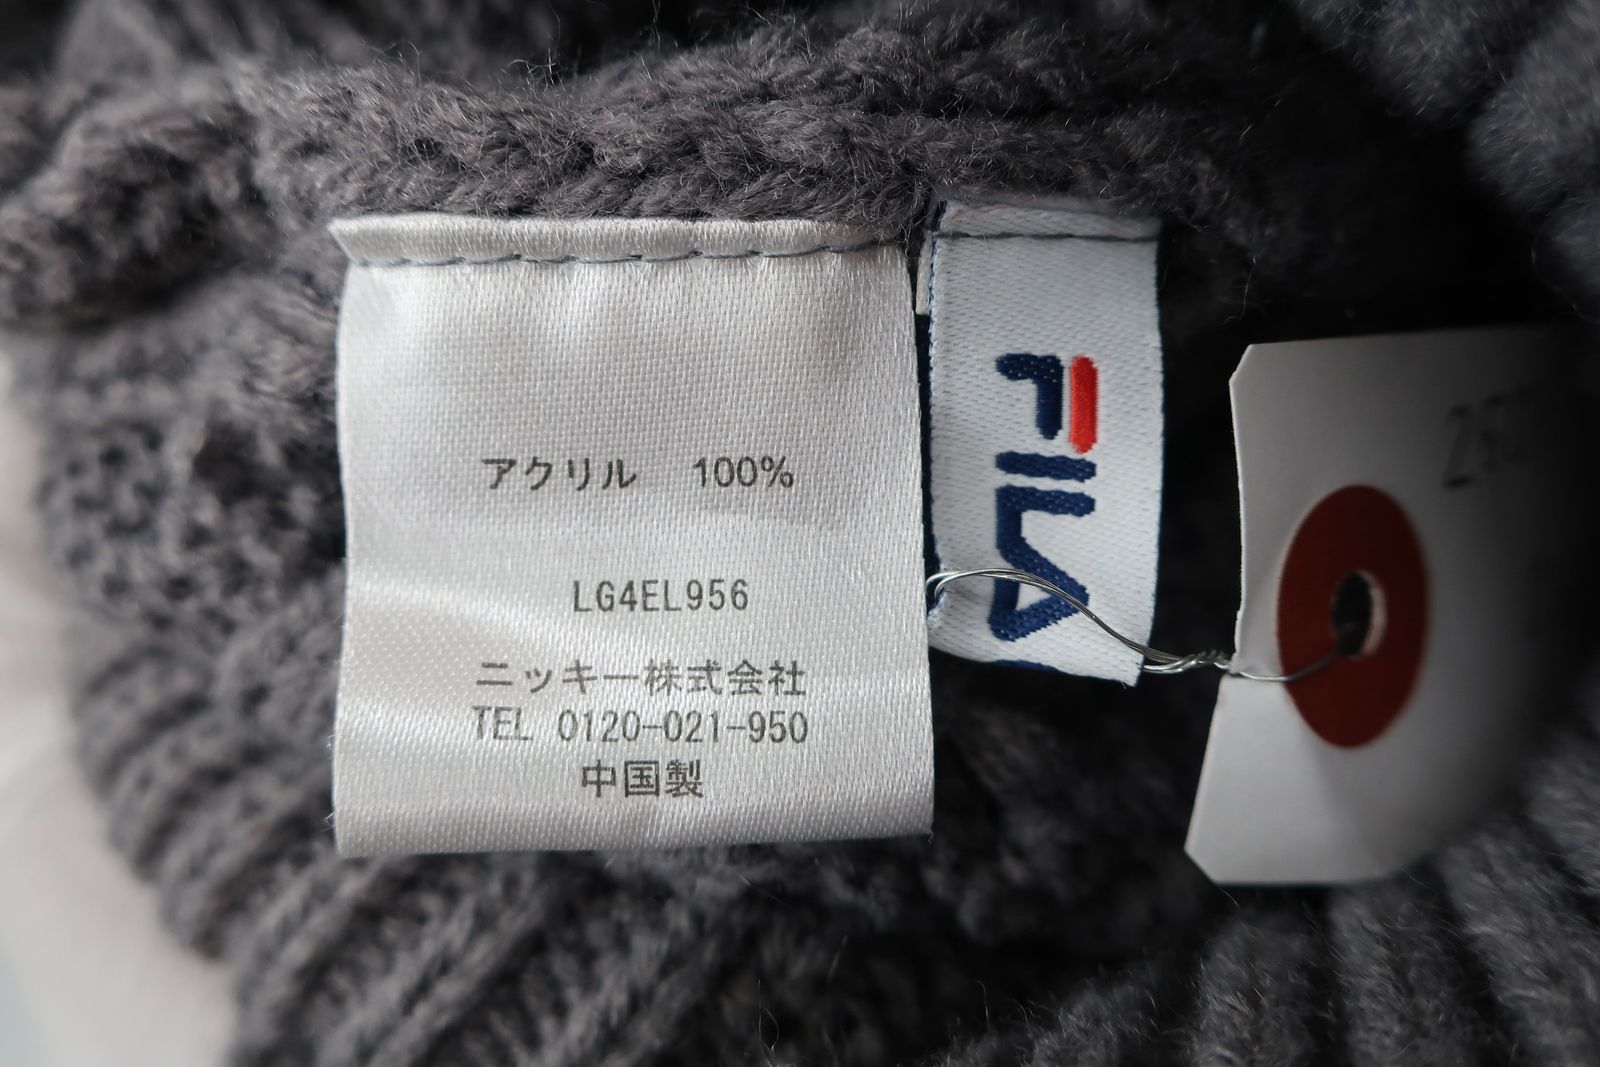 アクリル 100%
LG4EL956
ニッキー株式会社
TEL 0120-021-950
中国製
FILA